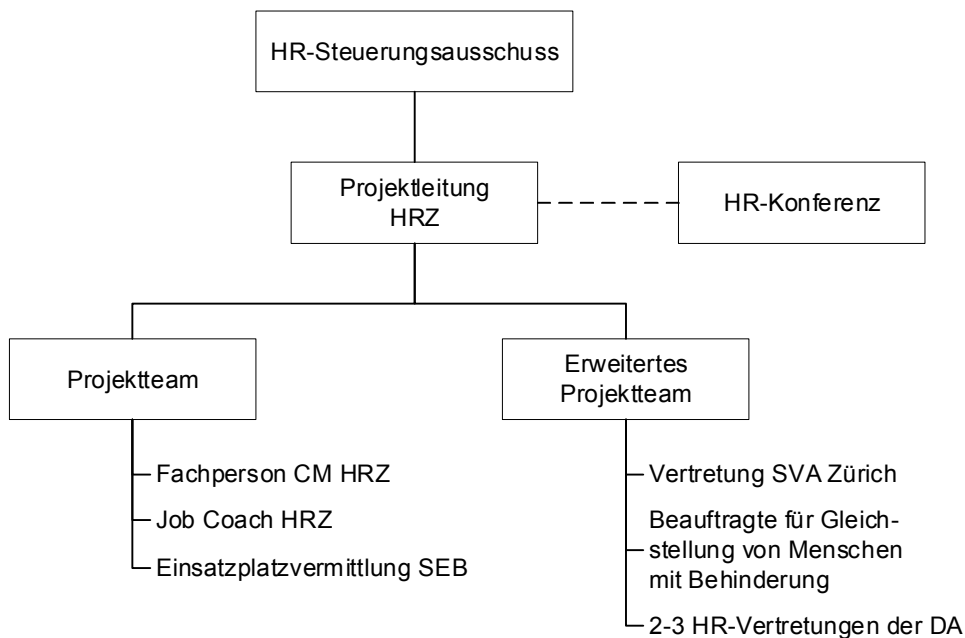 HR-Steuerungsausschuss
Projektleitung
HRZ
HR-Konferenz
Projektteam
Erweitertes
Projektteam
Fachperson CM HRZ
Job Coach HRZ
Einsatzplatzvermittlung SEB
Vertretung SVA Zürich
Beauftragte für Gleich-
stellung von Menschen
mit Behinderung
2-3 HR-Vertretungen der DA